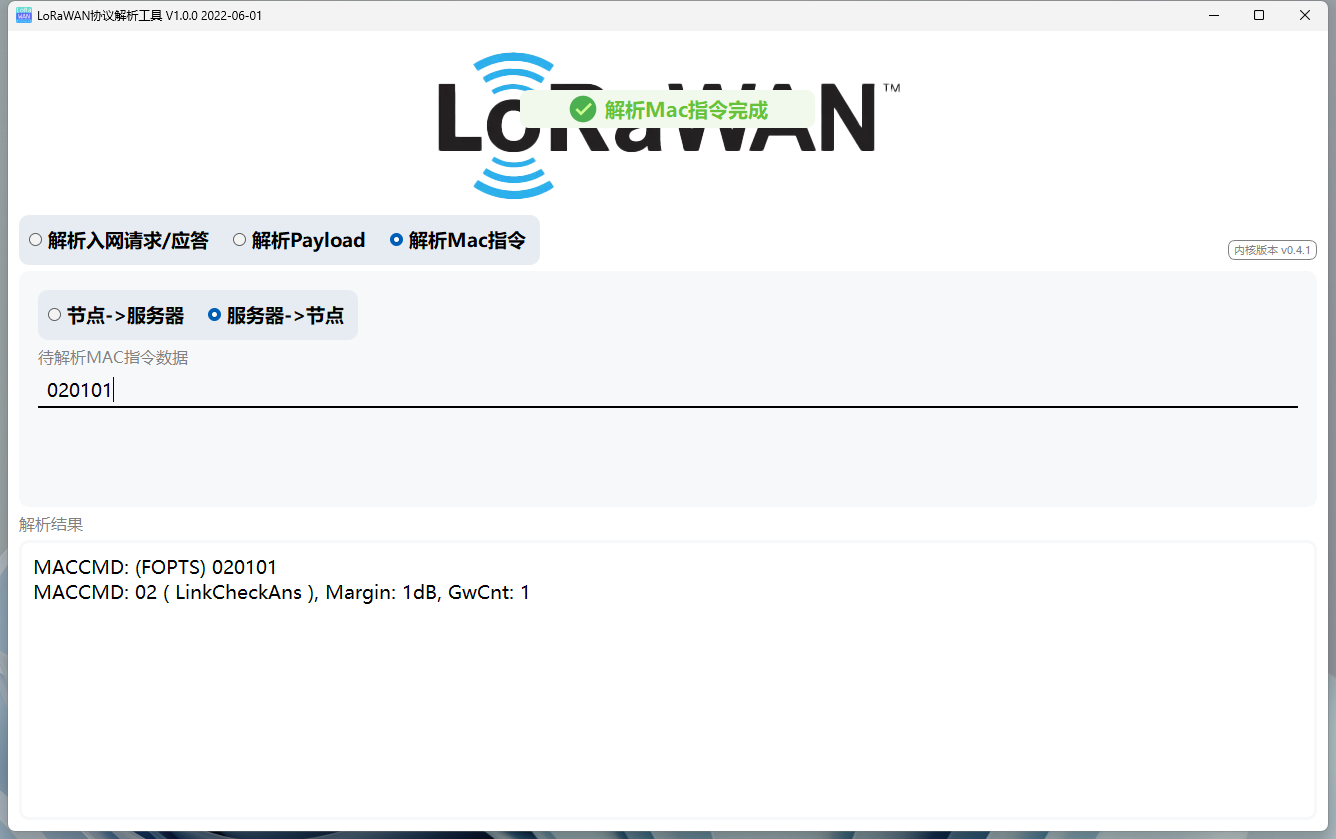 LoRaWAN协议解析工具 V1.0.0 2022-06-01
LoRaWAN™
解析Mac指令完成
解析入网请求/应答 解析Payload 解析Mac指令
内核版本 v0.4.1
节点->服务器 服务器->节点
待解析MAC指令数据
020101
解析结果
MACCMD: (FOPTS) 020101
MACCMD: 02 ( LinkCheckAns ), Margin: 1dB, GwCnt: 1